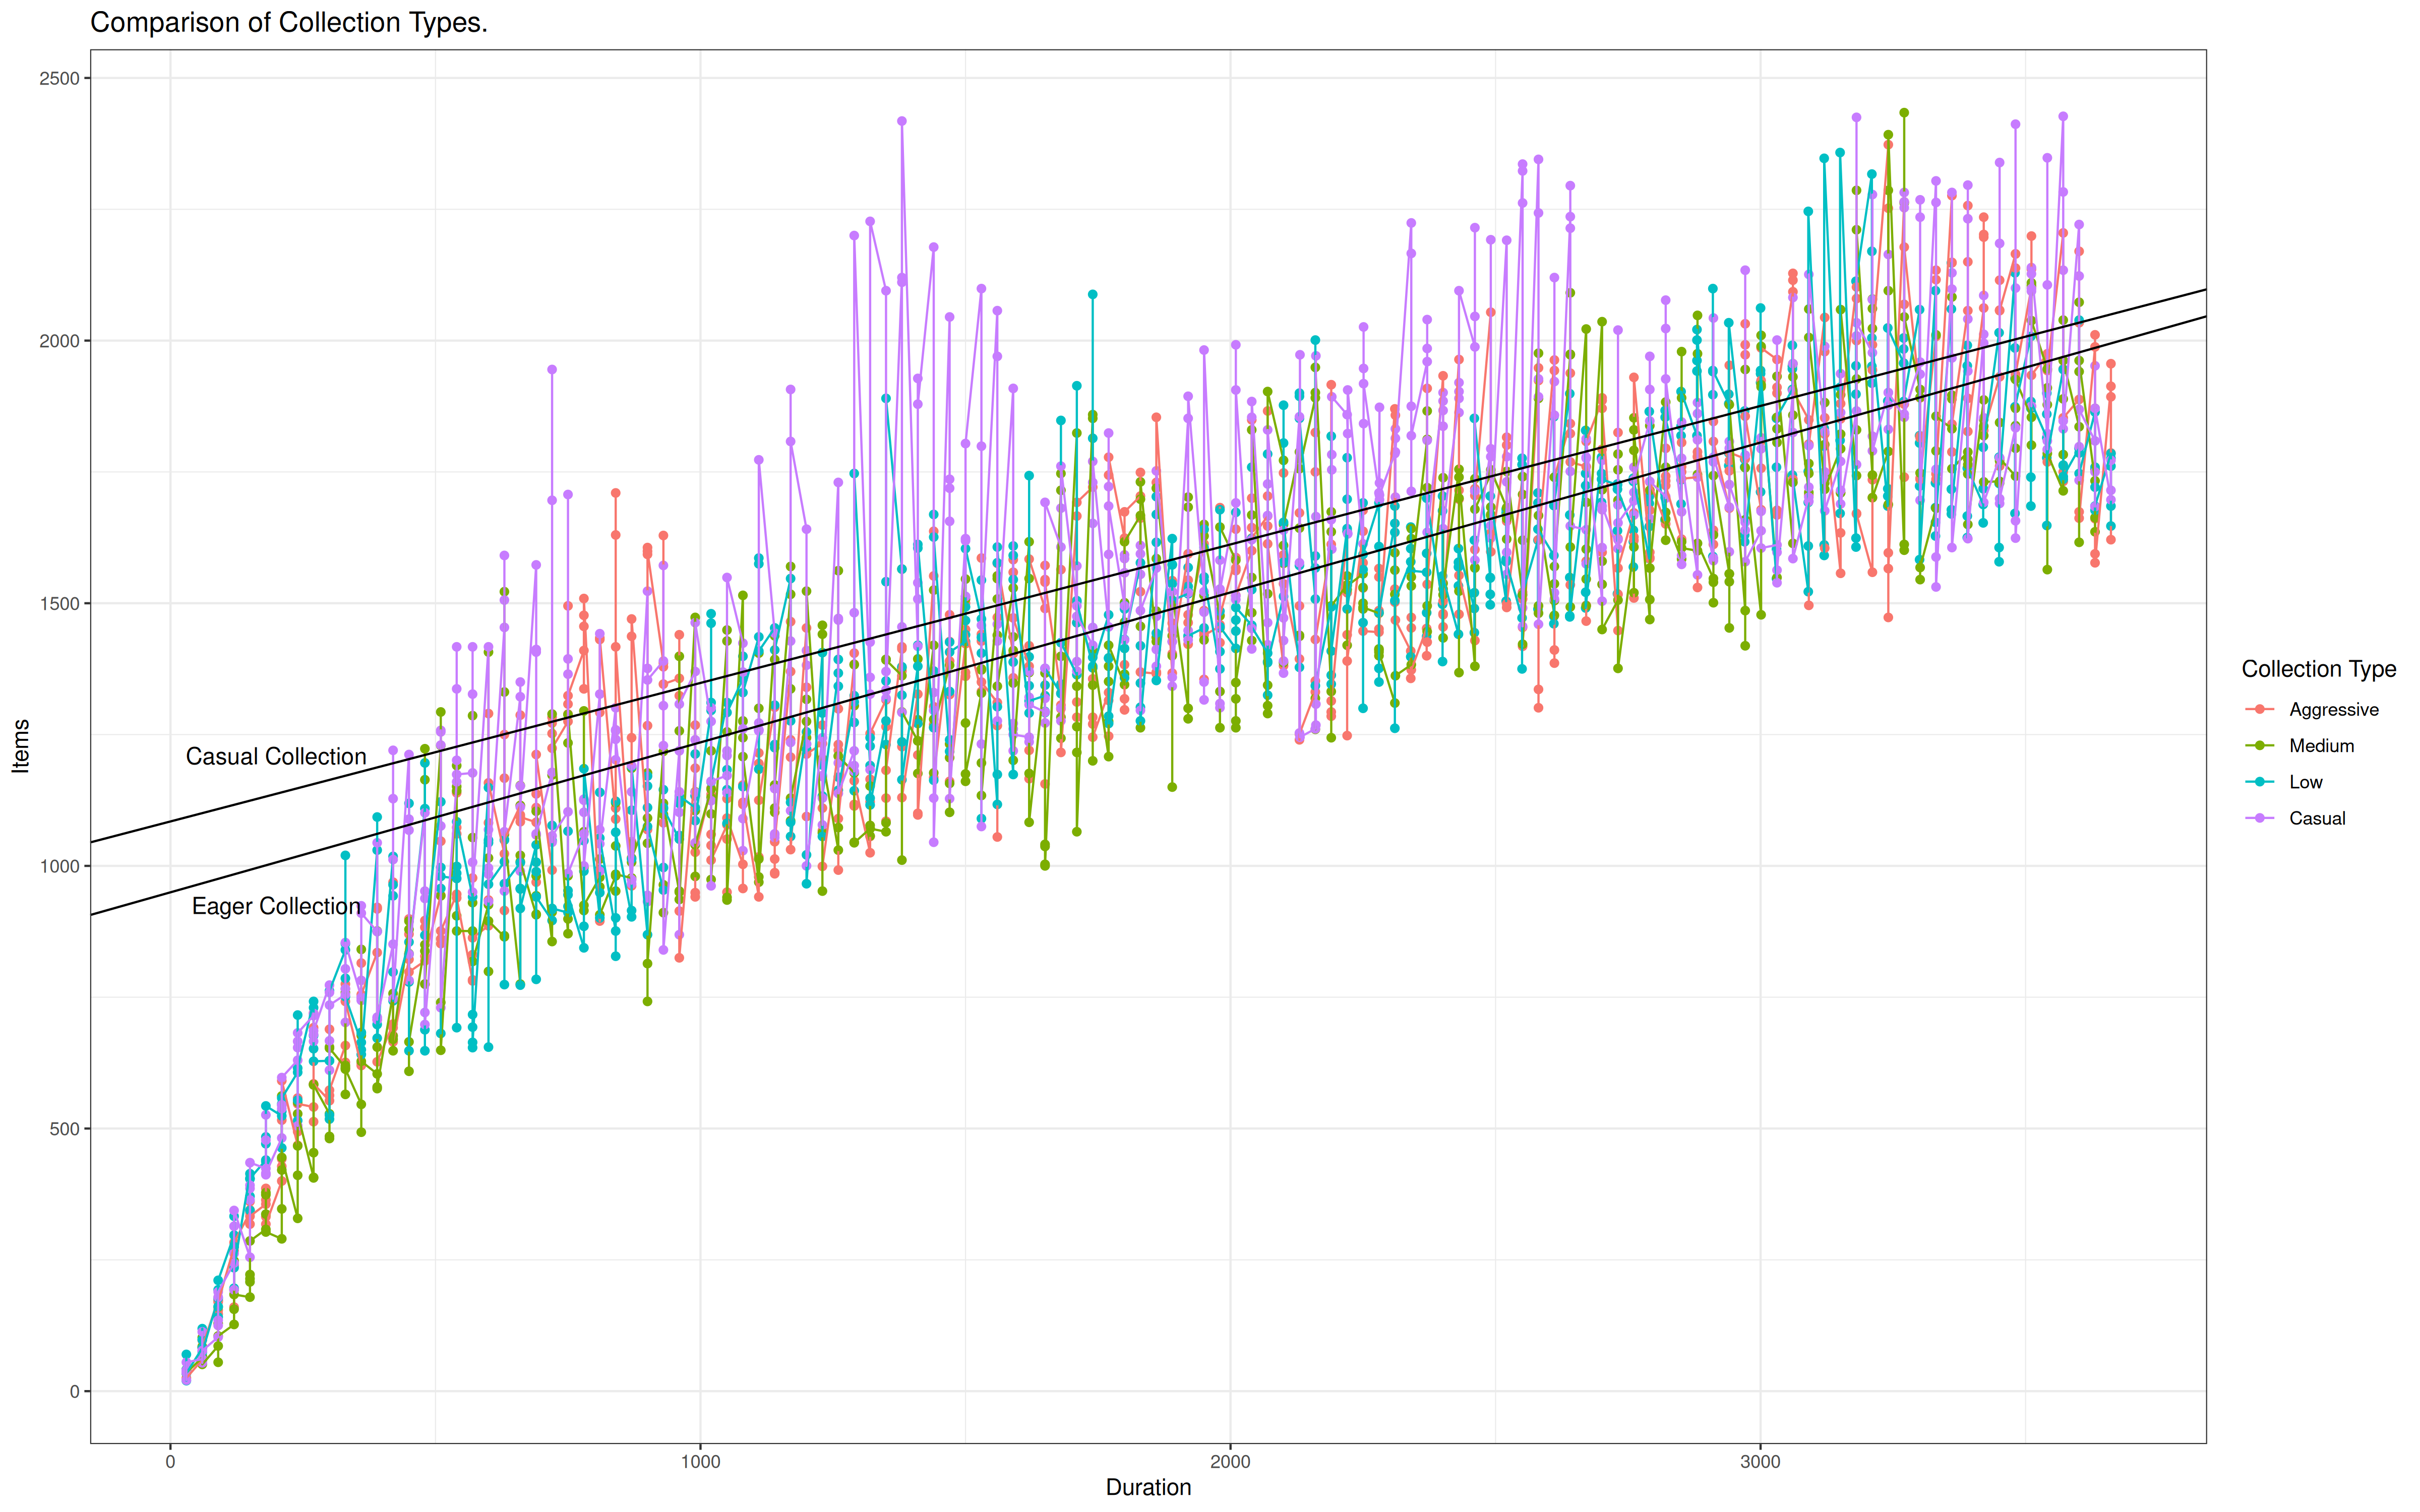 Comparison of Collection Types.
2500
2000
1500
1000
500
0
Items
Casual Collection
Eager Collection
0 1000 2000 3000
Duration
Collection Type
Aggressive
Medium
Low
Casual